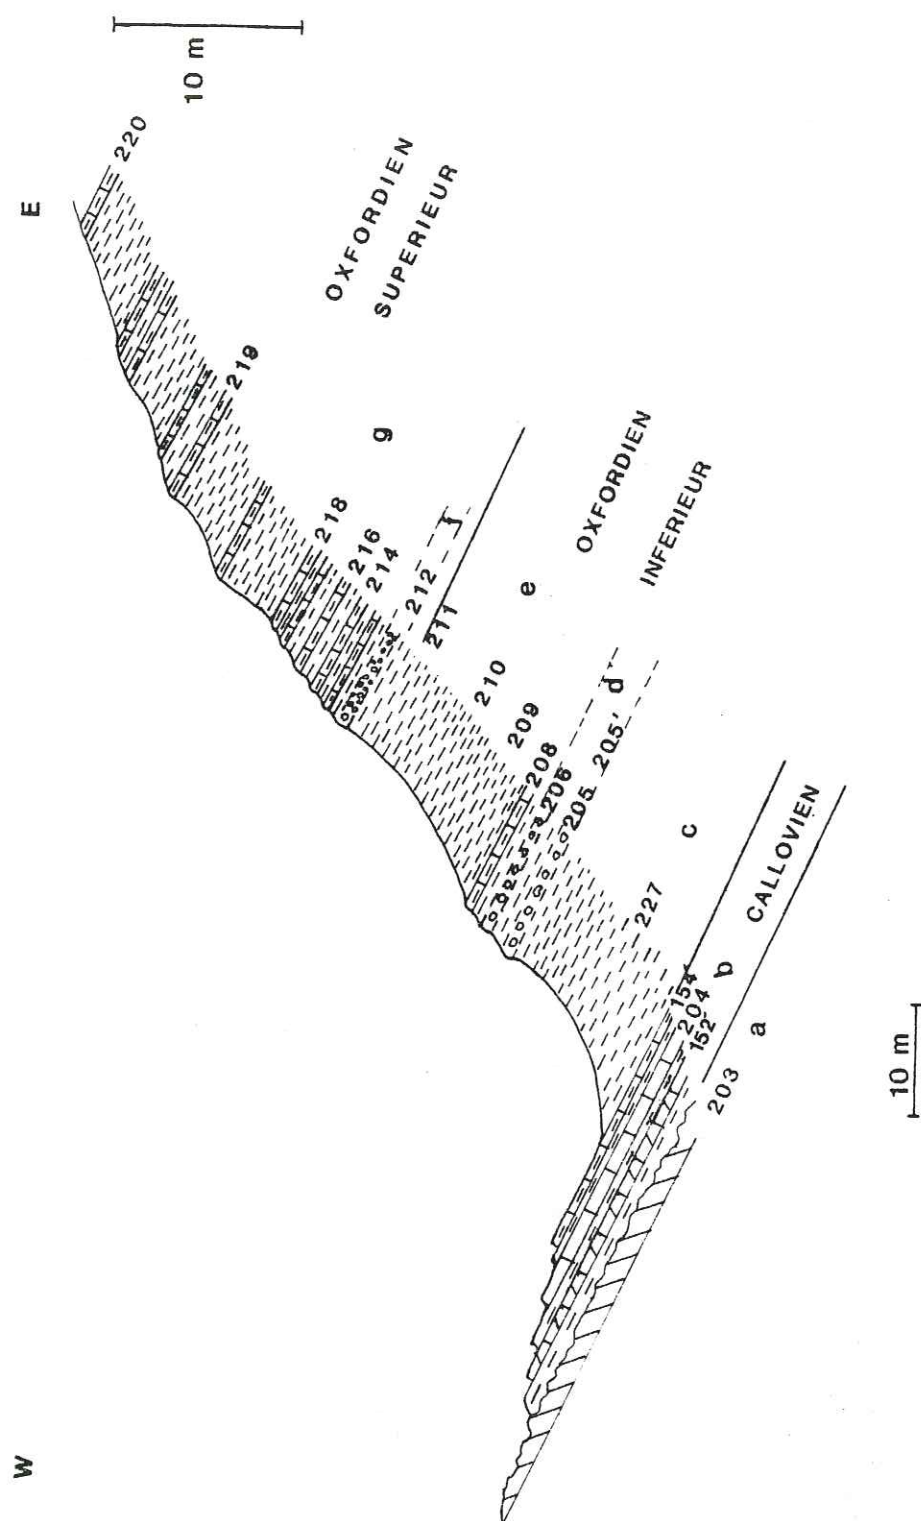 10 m
E
220
OXFORDIEN
SUPERIEUR
219
g
218
216
214
f
212
211
OXFORDIEN
INFERIEUR
e
210
209
208
206
d
205
205'
c
227
CALLOVIEN
154'
204
152'
b
a
203
10 m
W